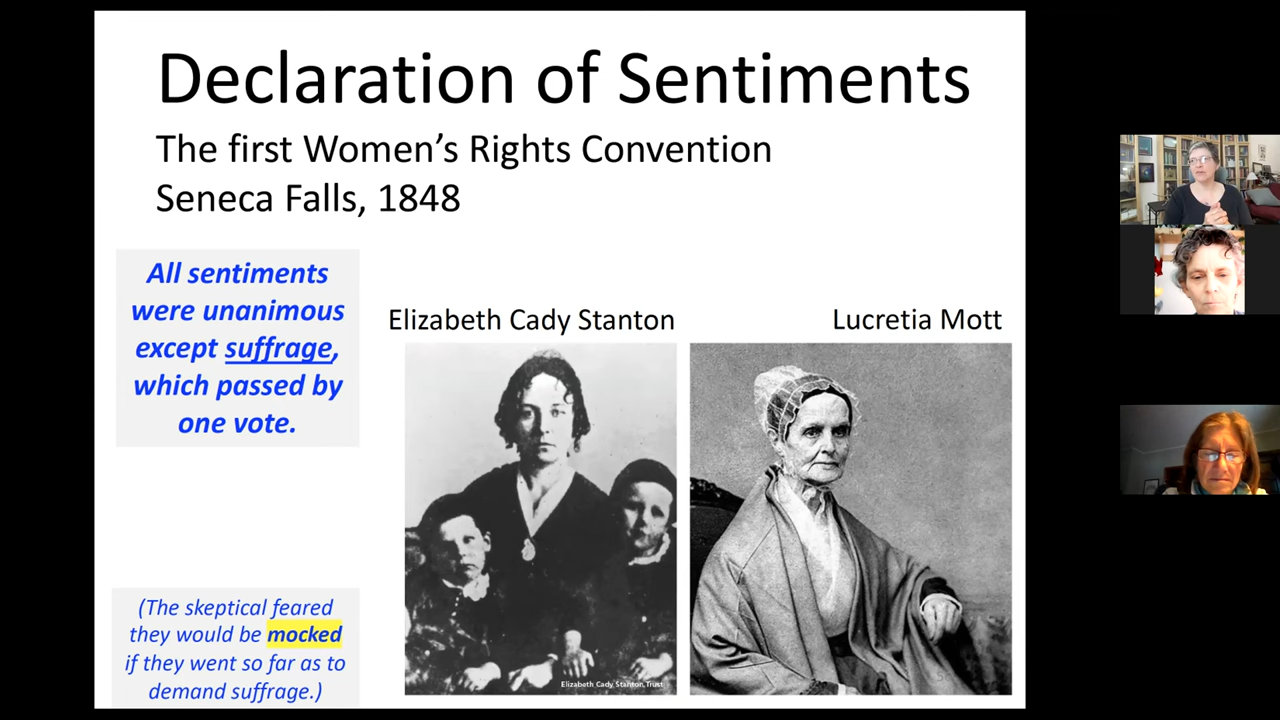 Declaration of Sentiments
The first Women's Rights Convention
Seneca Falls, 1848
All sentiments
were unanimous
except suffrage,
which passed by
one vote.
(The skeptical feared
they would be mocked
if they went so far as to
demand suffrage.)
Elizabeth Cady Stanton
Lucretia Mott
Elizabeth Cady Stanton Trust